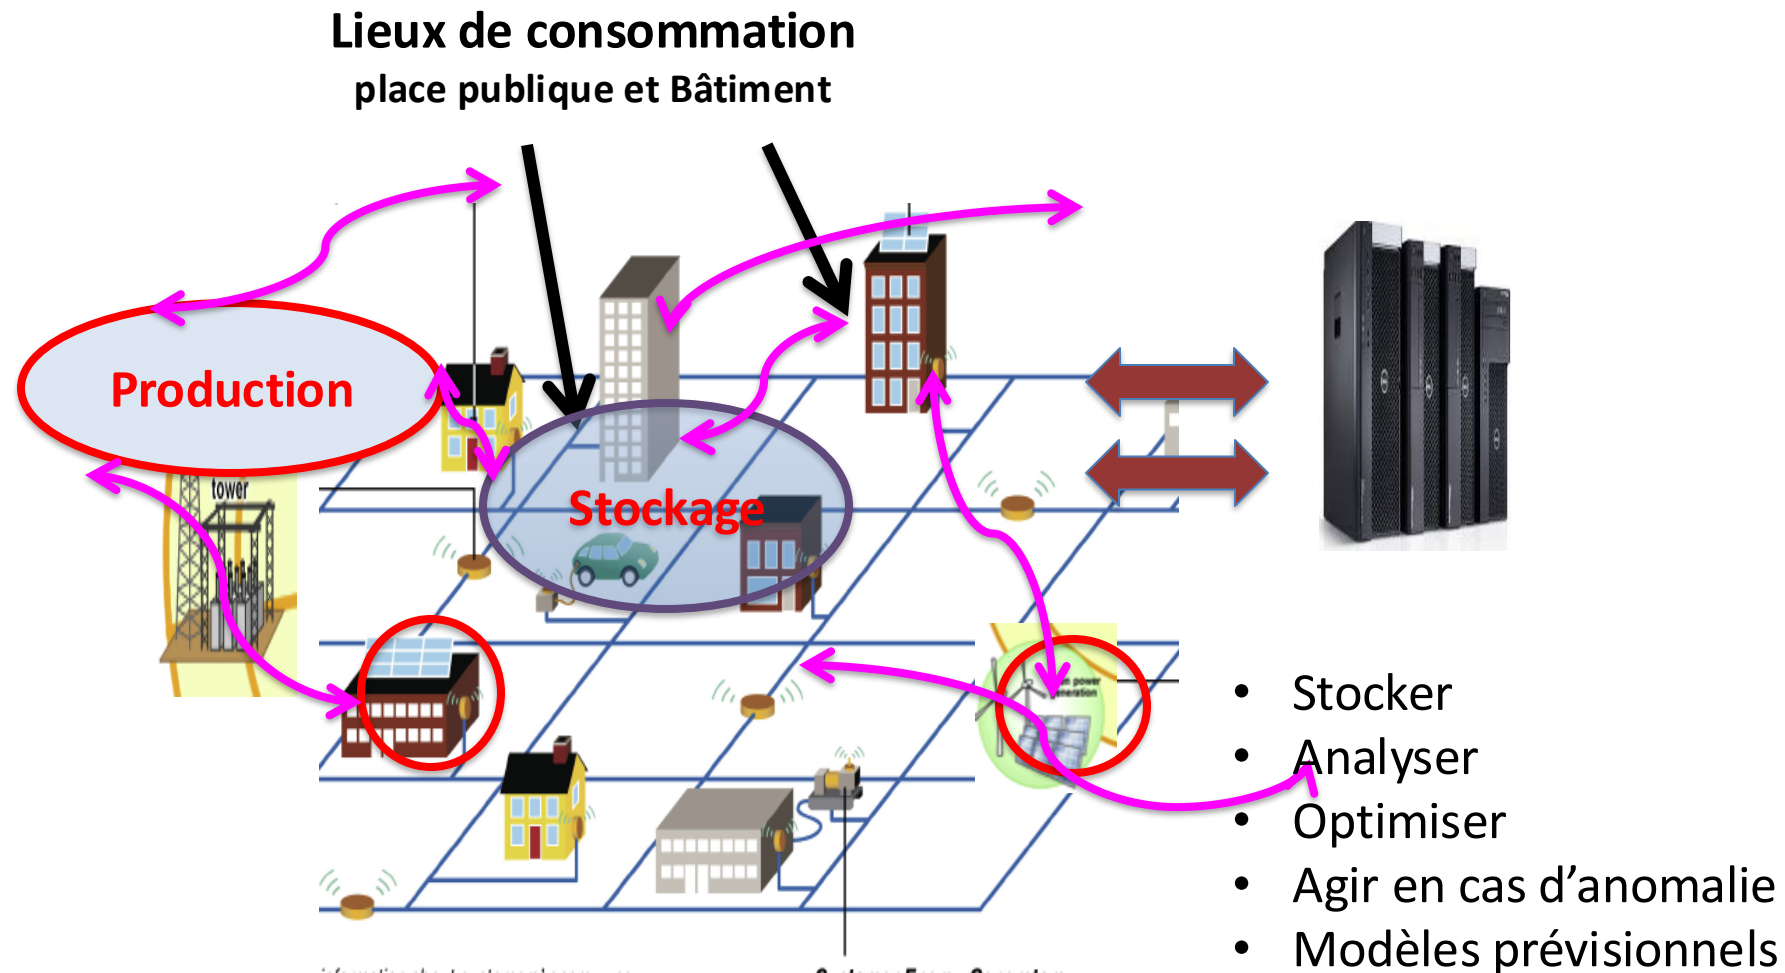 Lieux de consommation
place publique et Bâtiment
Production
tower
Stockage
power
• Stocker
• Analyser
• Optimiser
• Agir en cas d’anomalie
• Modèles prévisionnels